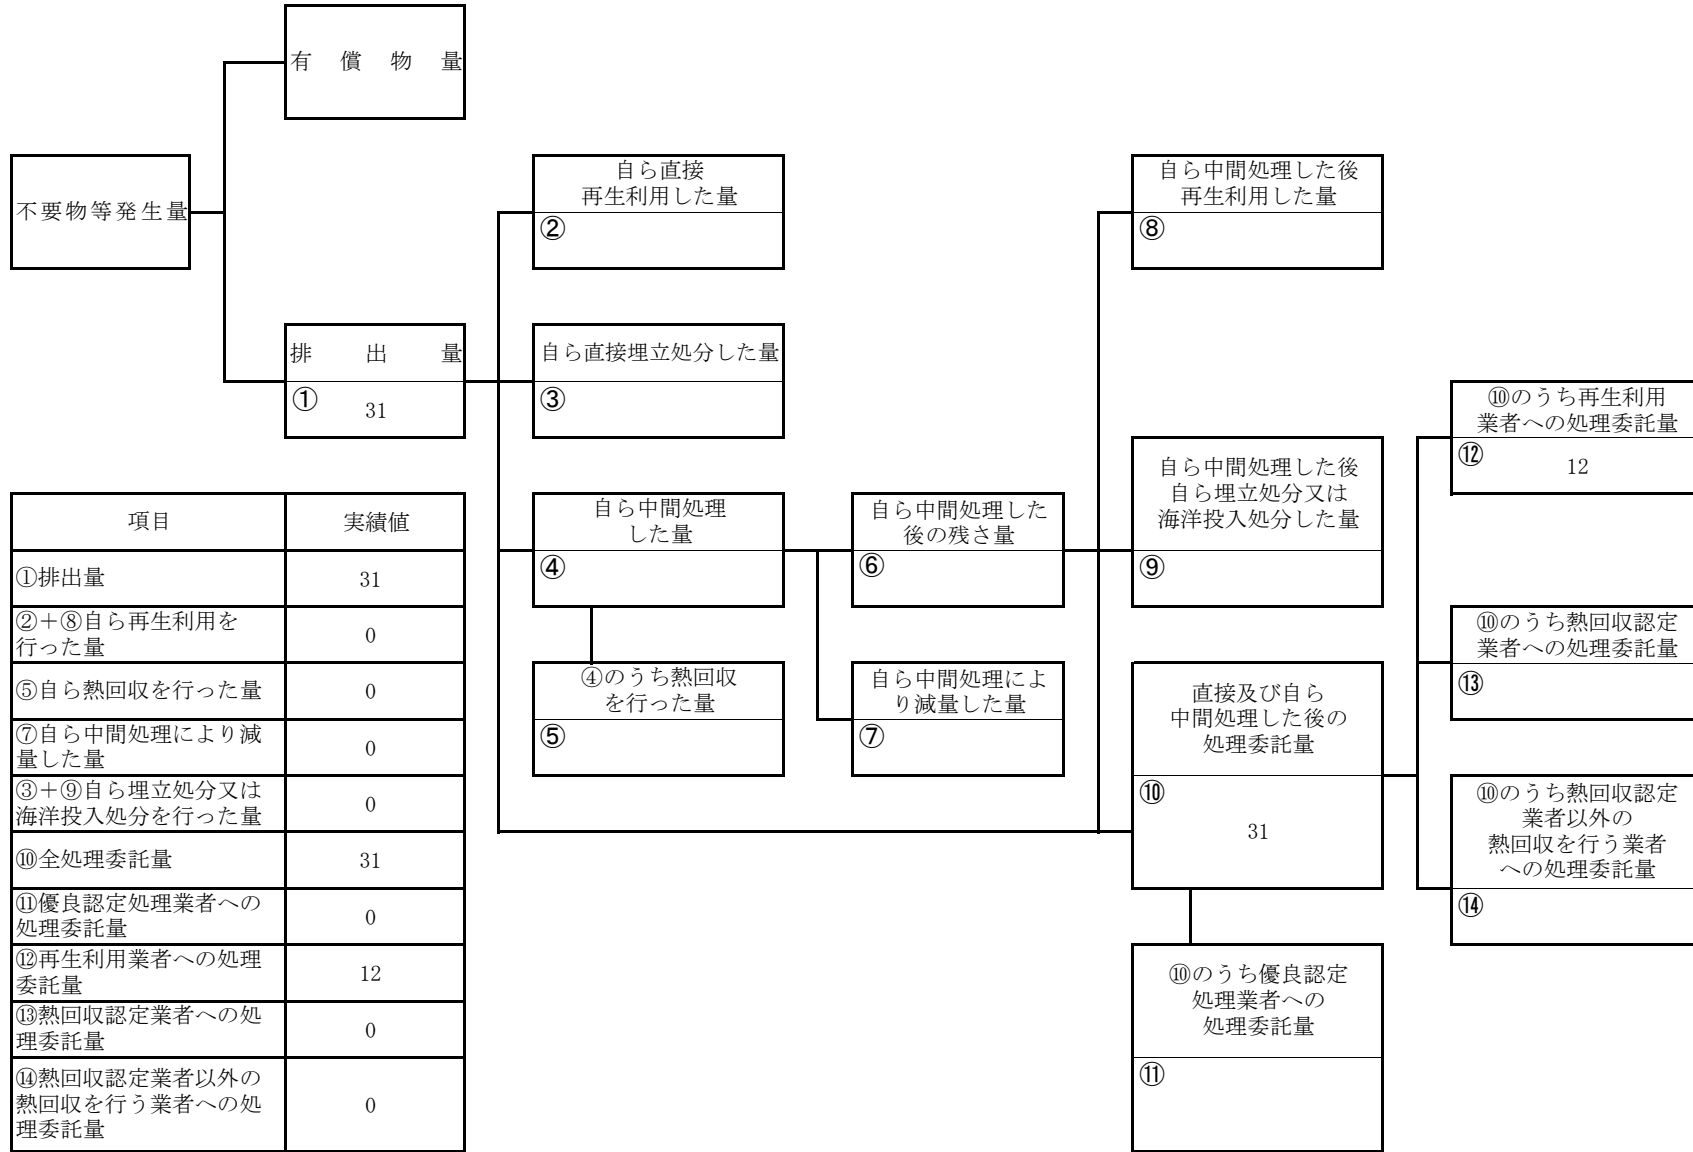 有償物量
不要物等発生量
自ら直接
再生利用した量
②
自ら中間処理した後
再生利用した量
⑧
排出量
① 31
自ら直接埋立処分した量
③
⑩のうち再生利用
業者への処理委託量
⑫ 12
自ら中間処理
した量
④
自ら中間処理した
後の残さ量
⑥
自ら中間処理した後
自ら埋立処分又は
海洋投入処分した量
⑨
⑩のうち熱回収認定
業者への処理委託量
⑬
④のうち熱回収
を行った量
⑤
自ら中間処理によ
り減量した量
⑦
直接及び自ら
中間処理した後の
処理委託量
⑩
31
⑩のうち熱回収認定
業者以外の
熱回収を行う業者
への処理委託量
⑭
⑩のうち優良認定
処理業者への
処理委託量
⑪
項目 実績値
①排出量 31
②＋⑧自ら再生利用を
行った量 0
⑤自ら熱回収を行った量 0
⑦自ら中間処理により減
量した量 0
③＋⑨自ら埋立処分又は
海洋投入処分を行った量 0
⑩全処理委託量 31
⑪優良認定処理業者への
処理委託量 0
⑫再生利用業者への処理
委託量 12
⑬熱回収認定業者への処
理委託量 0
⑭熱回収認定業者以外の
熱回収を行う業者への処 0
理委託量